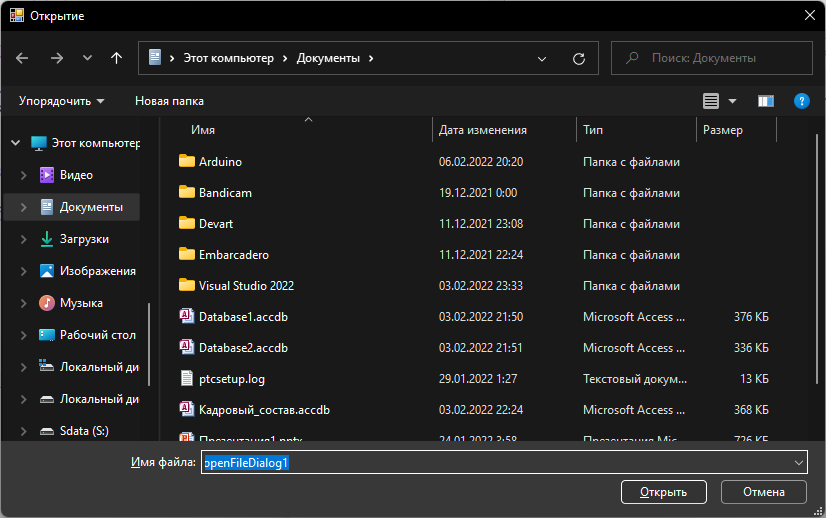 Открытие
Этот компьютер
Документы
Поиск: Документы
Упорядочить
Новая папка
?
Этот компьютер
Видео
Документы
Загрузки
Изображения
Музыка
Рабочий стол
Локальный ди
Локальный ди
Sdata (S:)
Имя Дата изменения Тип Размер
Arduino 06.02.2022 20:20 Папка с файлами
Bandicam 19.12.2021 0:00 Папка с файлами
Devart 11.12.2021 23:08 Папка с файлами
Embarcadero 11.12.2021 22:24 Папка с файлами
Visual Studio 2022 03.02.2022 23:33 Папка с файлами
Database1.accdb 03.02.2022 21:50 Microsoft Access ... 376 КБ
Database2.accdb 03.02.2022 21:51 Microsoft Access ... 336 КБ
ptcsetup.log 29.01.2022 1:27 Текстовый докум... 13 КБ
Кадровый_состав.accdb 03.02.2022 22:24 Microsoft Access ... 368 КБ
Презентация1.pptx 24.01.2022 3:58 Презентация Mic... 726 КБ
Имя файла: openFileDialog1
Открыть
Отмена